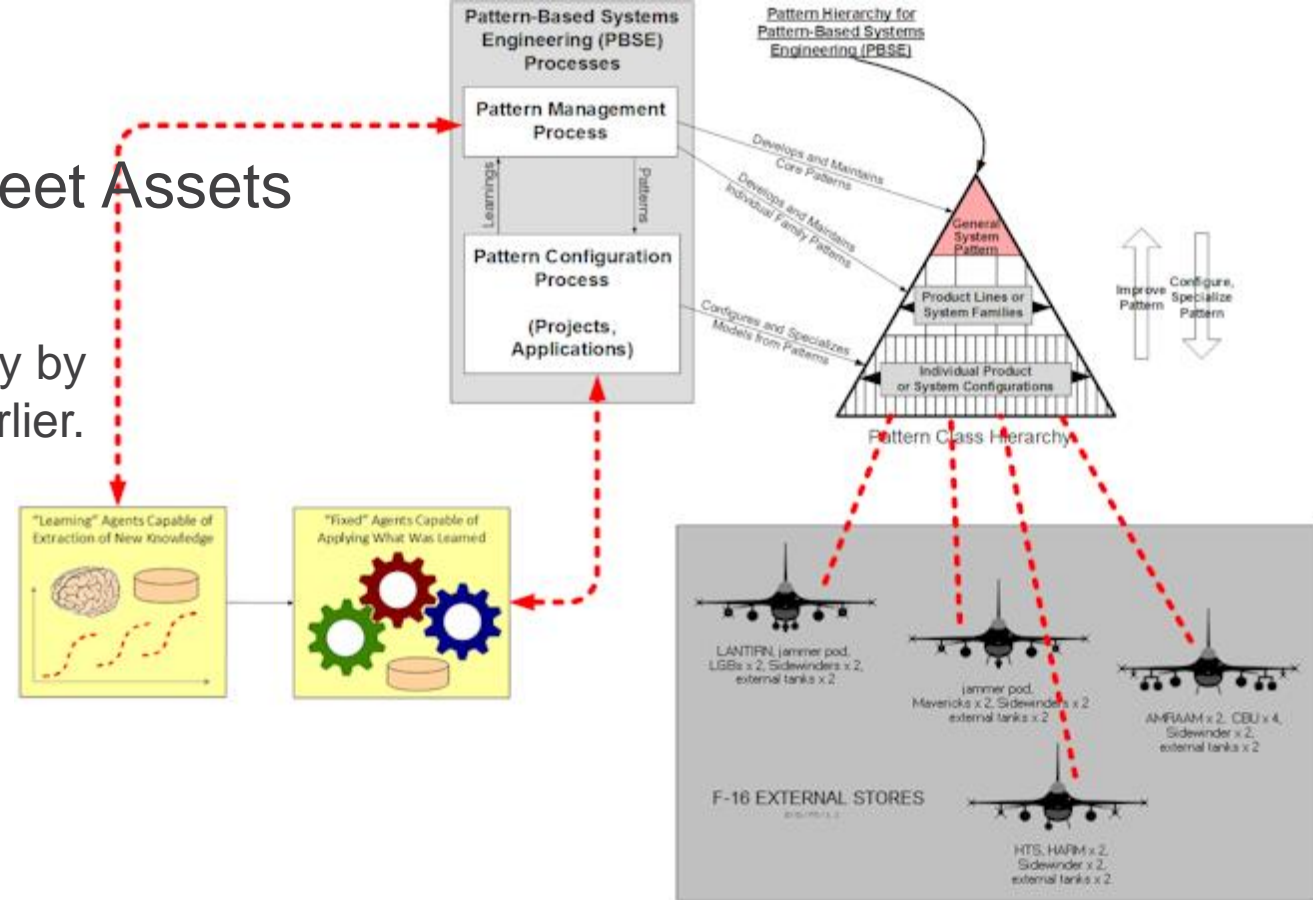 eet Assets
y by
rlier.
Pattern-Based Systems
Engineering (PBSE)
Processes
Pattern Management
Process
Learnings
Patterns
Pattern Configuration
Process
(Projects,
Applications)
Pattern Hierarchy for
Pattern-Based Systems
Engineering (PBSE)
Develops and Maintains
Core Patterns
Develops and Maintains
Individual Family Patterns
Configures and Specializes
Models from Patterns
General
System
Pattern
Product Lines or
System Families
Individual Product
or System Configurations
Pattern Class Hierarchy
Improve
Pattern
Configure,
Specialize
Pattern
"Learning" Agents Capable of
Extraction of New Knowledge
"Fixed" Agents Capable of
Applying What Was Learned
LANTIRN, jammer pod,
LGBs x 2, Sidewinders x 2,
external tanks x 2
jammer pod,
Mavericks x 2, Sidewinders x 2
external tanks x 2
AMRAAM x 2, CBU x 4,
Sidewinder x 2,
external tanks x 2
F-16 EXTERNAL STORES
HTS, HARM x 2,
Sidewinder x 2,
external tanks x 2